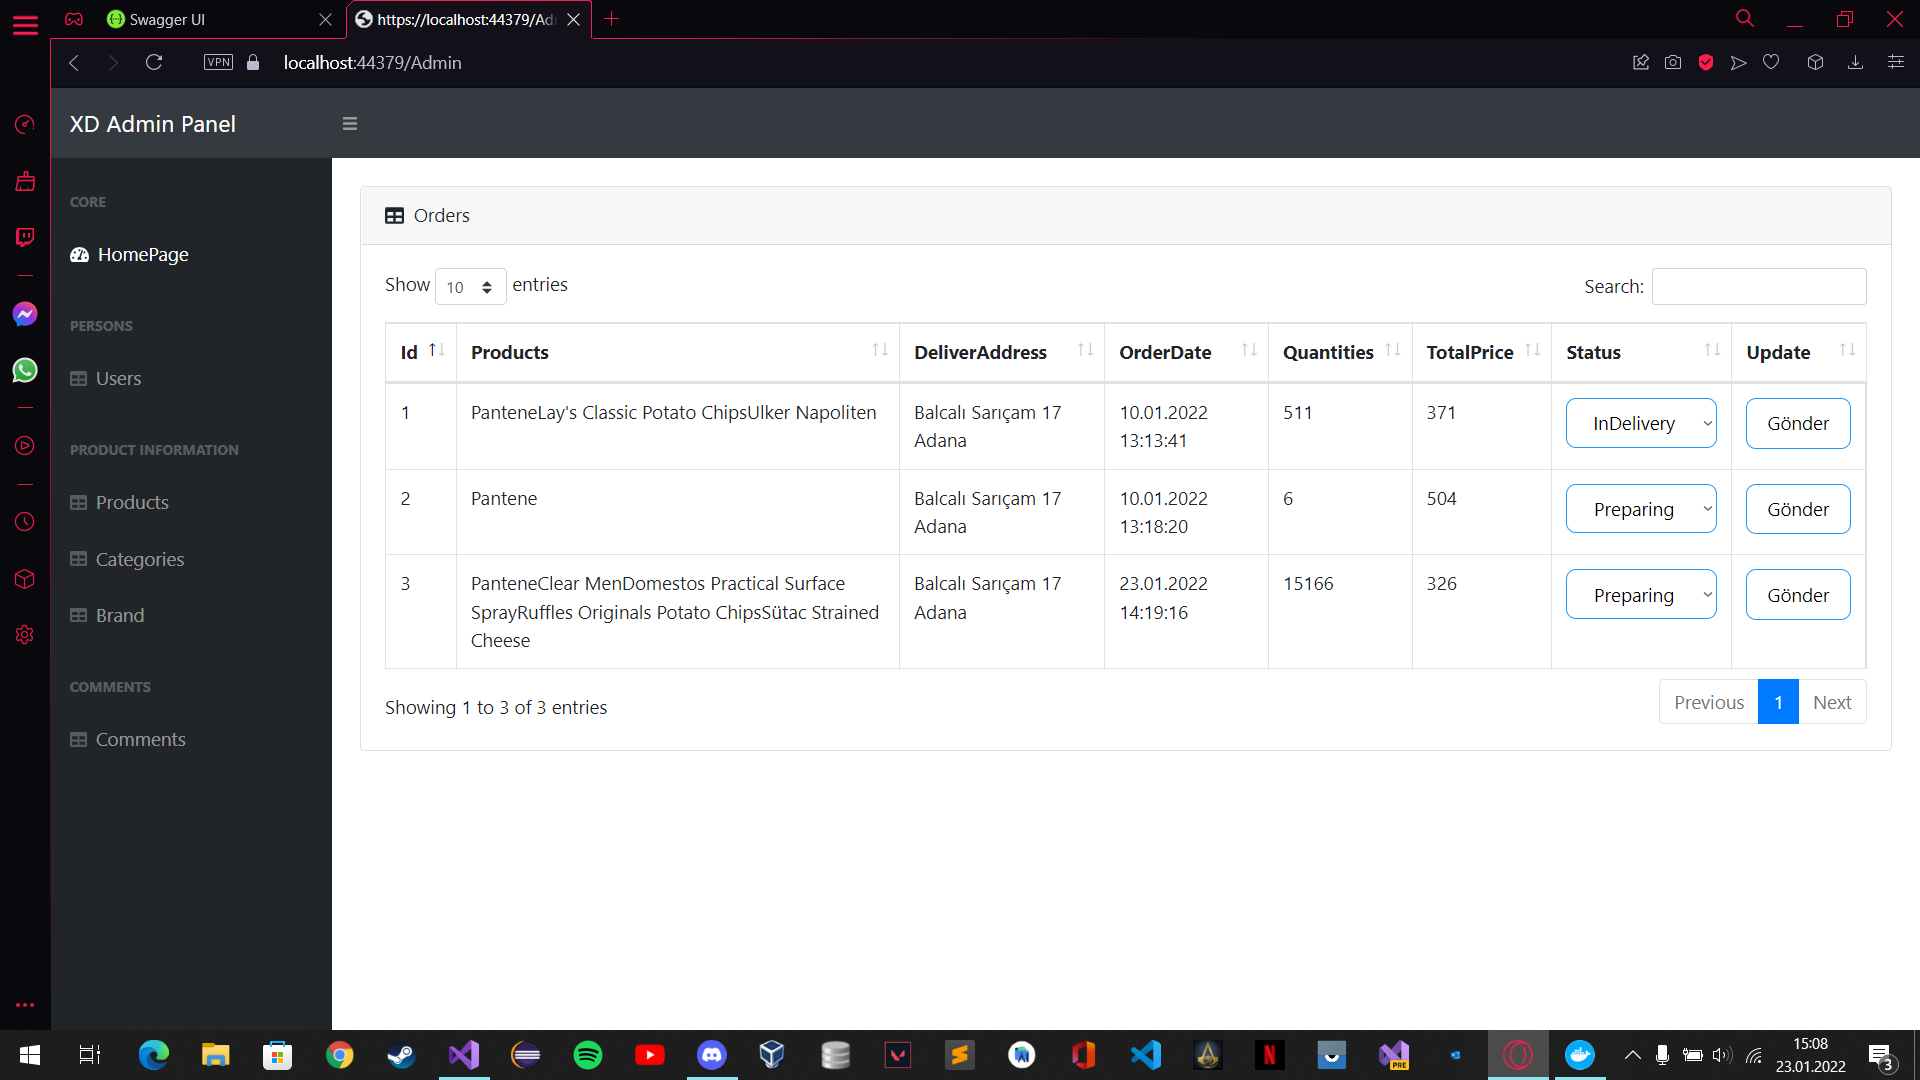 Swagger UI
https://localhost:44379/Adm
VPN
localhost:44379/Admin
XD Admin Panel
CORE
HomePage
PERSONS
Users
PRODUCT INFORMATION
Products
Categories
Brand
COMMENTS
Comments
Orders
Show 10 entries
Search:
Id Products DeliverAddress OrderDate Quantities TotalPrice Status Update
1 PanteneLay's Classic Potato ChipsUlker Napoliten Balcalı Sarıçam 17 10.01.2022 511 371 InDelivery Gönder
Adana 13:13:41
2 Pantene Balcalı Sarıçam 17 10.01.2022 6 504 Preparing Gönder
Adana 13:18:20
3 PanteneClear MenDomestos Practical Surface Balcalı Sarıçam 17 23.01.2022 15166 326 Preparing Gönder
SprayRuffles Originals Potato ChipsSütac Strained Adana 14:19:16
Cheese
Showing 1 to 3 of 3 entries
Previous 1 Next
PRE
15:08
23.01.2022
3